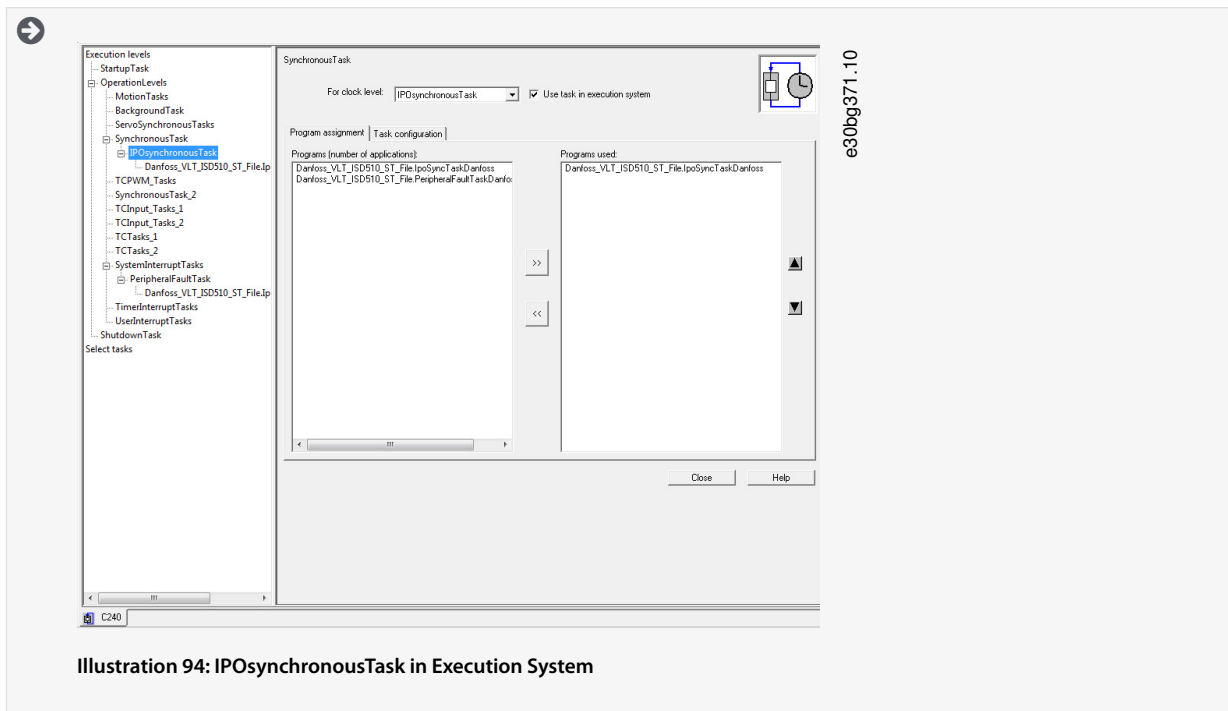 Execution levels
StartupTask
OperationLevels
MotionTasks
BackgroundTask
ServoSynchronousTasks
SynchronousTask
IPOsynchronousTask
Danfoss_VLT_ISD510_ST_File.Ip
TCPWM_Tasks
SynchronousTask_2
TCInput_Tasks_1
TCInput_Tasks_2
TCTasks_1
TCTasks_2
SystemInterruptTasks
PeripheralFaultTask
Danfoss_VLT_ISD510_ST_File.Ip
TimerInterruptTasks
UserInterruptTasks
ShutdownTask
Select tasks
C240
SynchronousTask
For clock level: IPOsynchronousTask Use task in execution system
Program assignment Task configuration
Programs (number of applications):
Danfoss_VLT_ISD510_ST_File.IpoSyncTaskDanfoss
Danfoss_VLT_ISD510_ST_File.PeripheralFaultTaskDanfo
>>
<<
Programs used:
Danfoss_VLT_ISD510_ST_File.IpoSyncTaskDanfoss
Close Help
e30bg371.10
Illustration 94: IPOsynchronousTask in Execution System